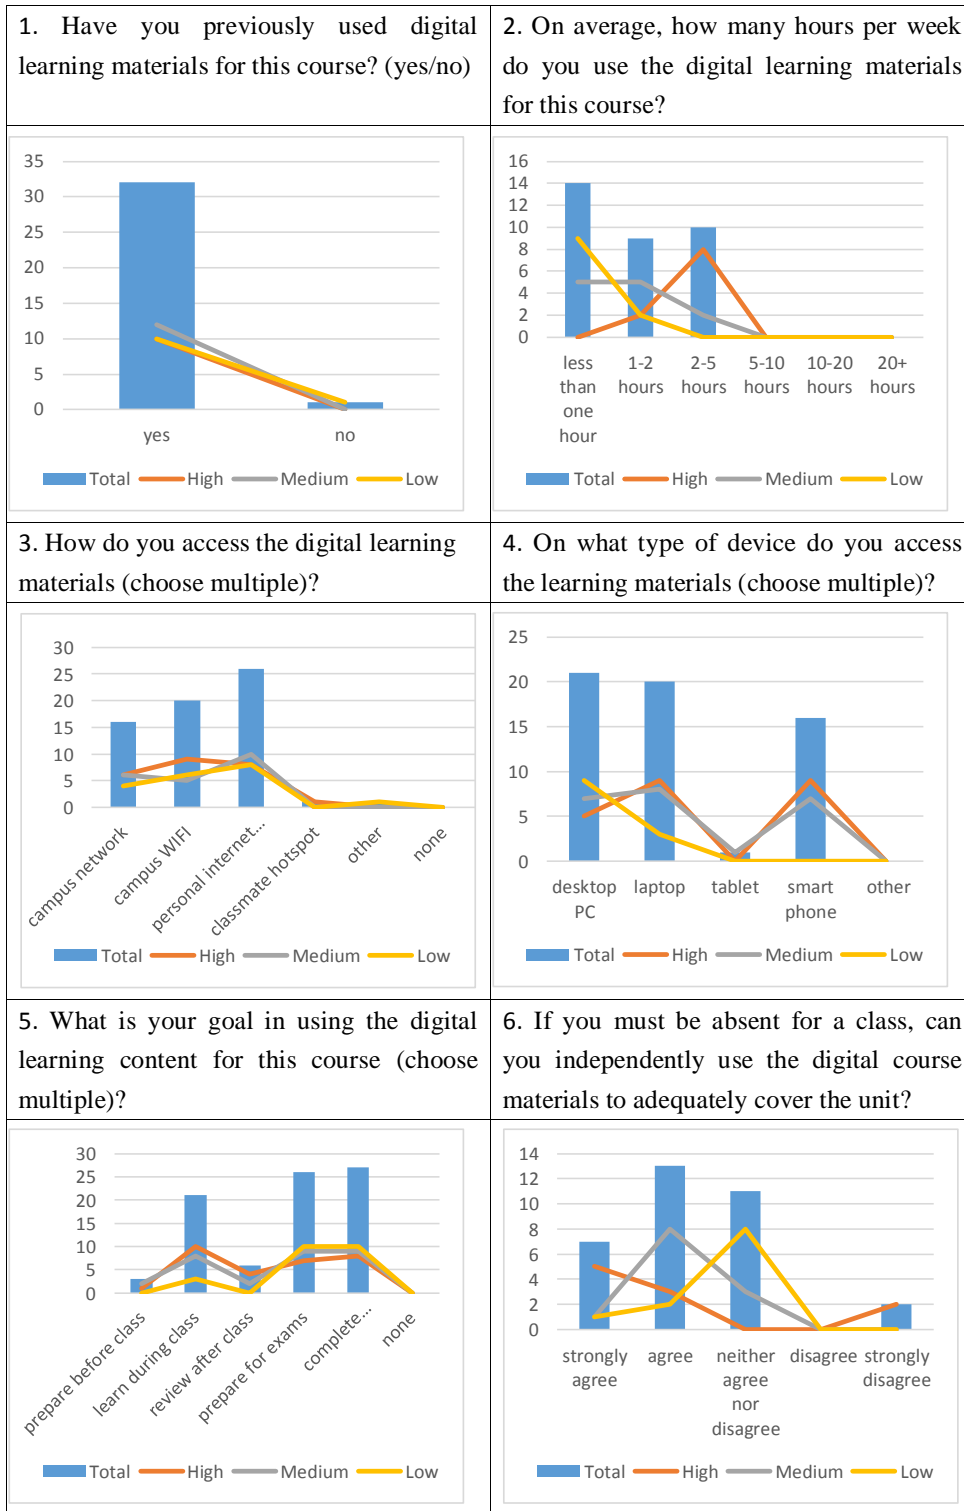 1. Have you previously used digital
learning materials for this course? (yes/no)
2. On average, how many hours per week
do you use the digital learning materials
for this course?
35
30
25
20
15
10
5
0
yes no
Total High Medium Low
16
14
12
10
8
6
4
2
0
less 1-2 2-5 5-10 10-20 20+
than hours hours hours hours hours
one
hour
Total High Medium Low
3. How do you access the digital learning
materials (choose multiple)?
4. On what type of device do you access
the learning materials (choose multiple)?
30
25
20
15
10
5
0
campus network
campus WIFI
personal internet...
classmate hotspot
other
none
Total High Medium Low
25
20
15
10
5
0
desktop laptop tablet smart other
PC phone
Total High Medium Low
5. What is your goal in using the digital
learning content for this course (choose
multiple)?
6. If you must be absent for a class, can
you independently use the digital course
materials to adequately cover the unit?
30
25
20
15
10
5
0
prepare before class
learn during class
review after class
prepare for exams
complete...
none
Total High Medium Low
14
12
10
8
6
4
2
0
strongly agree neither disagree strongly
agree agree disagree
nor
disagree
Total High Medium Low